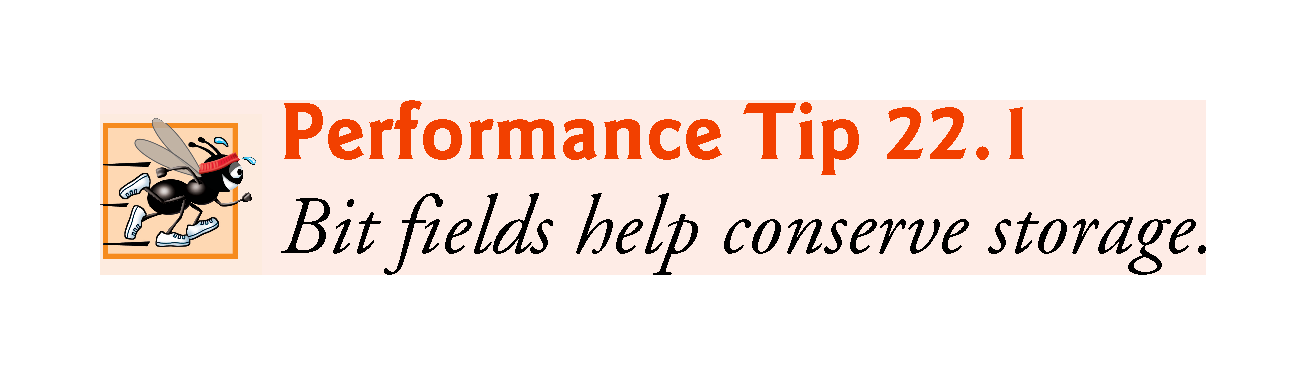 Performance Tip 22.1
Bit fields help conserve storage.